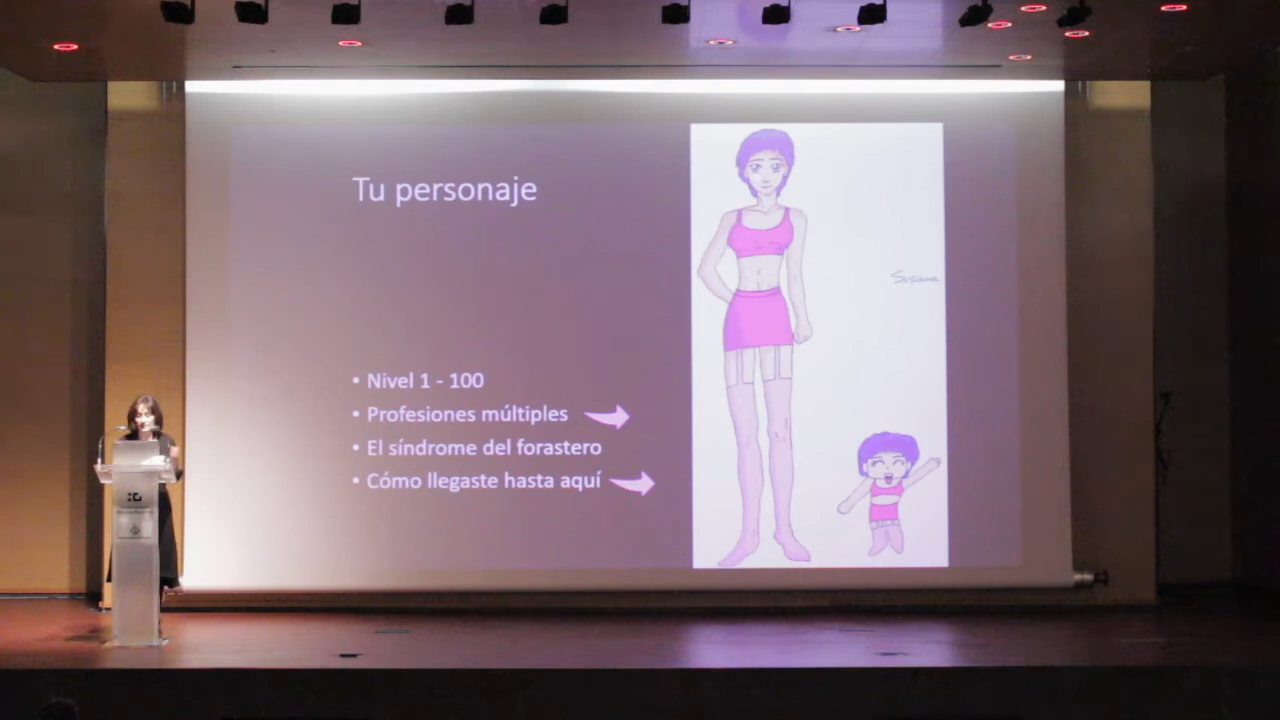 Tu personaje
• Nivel 1 - 100
• Profesiones múltiples
• El síndrome del forastero
• Cómo llegaste hasta aquí
Susana